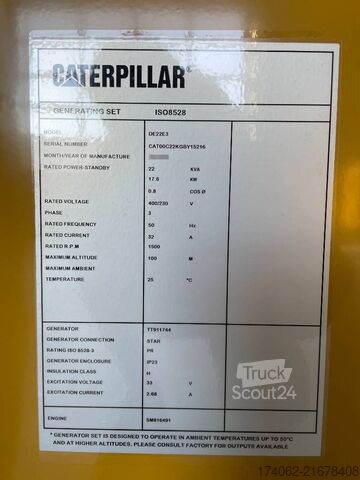 CATERPILLAR®
GENERATING SET ISO8528
MODEL DE22E3
SERIAL NUMBER CAT00C22KGBY15216
MONTH/YEAR OF MANUFACTURE
RATED POWER-STANDBY 22 KVA
17.6 KW
0.8 COS Ø
RATED VOLTAGE 400/230 V
PHASE 3
RATED FREQUENCY 50 Hz
RATED CURRENT 32 A
RATED R.P.M 1500
MAXIMUM ALTITUDE 100 M
MAXIMUM AMBIENT
TEMPERATURE 25 °C
GENERATOR TT911744
GENERATOR CONNECTION STAR
RATING ISO 8528-3 PR
GENERATOR ENCLOSURE IP23
INSULATION CLASS H
EXCITATION VOLTAGE 33 V
EXCITATION CURRENT 2.68 A
ENGINE SM816491
* GENERATOR SET IS DESIGNED TO OPERATE IN AMBIENT TEMPERATURES UP TO 50°C
AND AT HIGHER ALTITUDES. PLEASE CONSULT FACTORY FOR OUTPUTS AVAILABLE
Truck
Scout24
174062-21678408